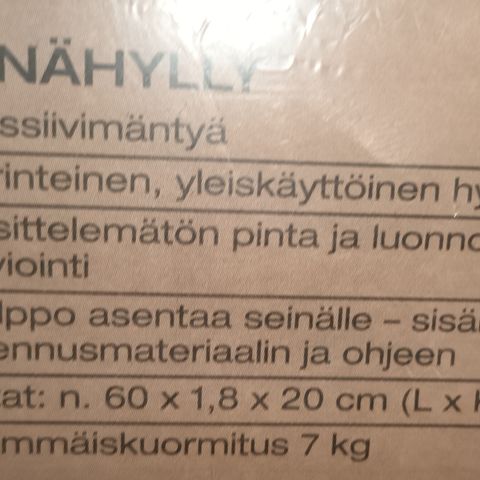 NÄHYLLY
ssiivimäntyä
rinteinen, yleiskäyttöinen hy
sittelemätön pinta ja luonno
viointi
lppo asentaa seinälle – sisä
ennusmateriaalin ja ohjeen
at: n. 60 x 1,8 x 20 cm (L x K
mmäiskuormitus 7 kg